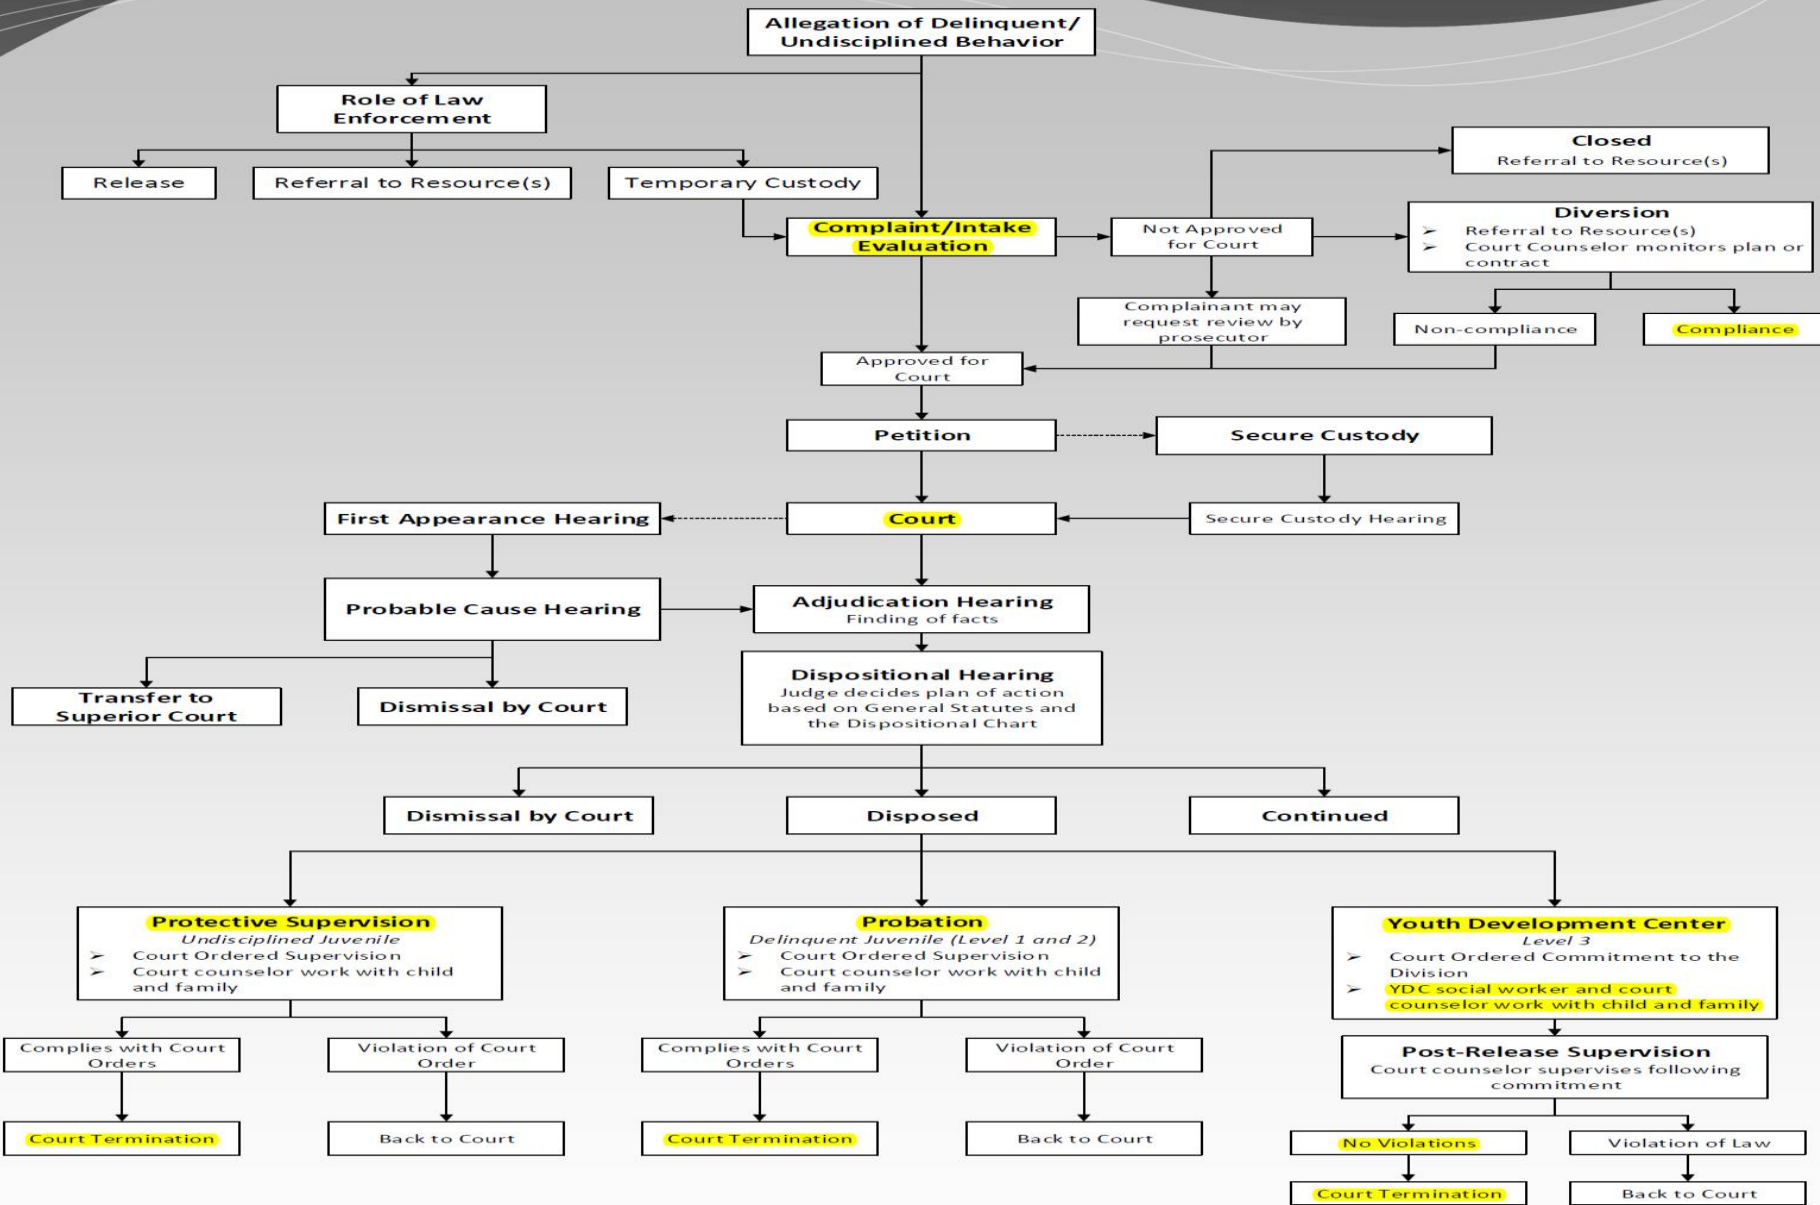 Allegation of Delinquent/
Undisciplined Behavior
Role of Law
Enforcement
Release
Referral to Resource(s)
Temporary Custody
Closed
Referral to Resource(s)
Complaint/Intake
Evaluation
Not Approved
for Court
Diversion
➢ Referral to Resource(s)
➢ Court Counselor monitors plan or
contract
Complainant may
request review by
prosecutor
Non-compliance
Compliance
Approved for
Court
Petition
Secure Custody
First Appearance Hearing
Court
Secure Custody Hearing
Probable Cause Hearing
Adjudication Hearing
Finding of facts
Transfer to
Superior Court
Dismissal by Court
Dispositional Hearing
Judge decides plan of action
based on General Statutes and
the Dispositional Chart
Dismissal by Court
Disposed
Continued
Protective Supervision
Undisciplined Juvenile
➢ Court Ordered Supervision
➢ Court counselor work with child
and family
Probation
Delinquent Juvenile (Level 1 and 2)
➢ Court Ordered Supervision
➢ Court counselor work with child
and family
Youth Development Center
Level 3
➢ Court Ordered Commitment to the
Division
➢ YDC social worker and court
counselor work with child and family
Complies with Court
Orders
Violation of Court
Order
Complies with Court
Orders
Violation of Court
Order
Post-Release Supervision
Court counselor supervises following
commitment
Court Termination
Back to Court
Court Termination
Back to Court
No Violations
Violation of Law
Court Termination
Back to Court